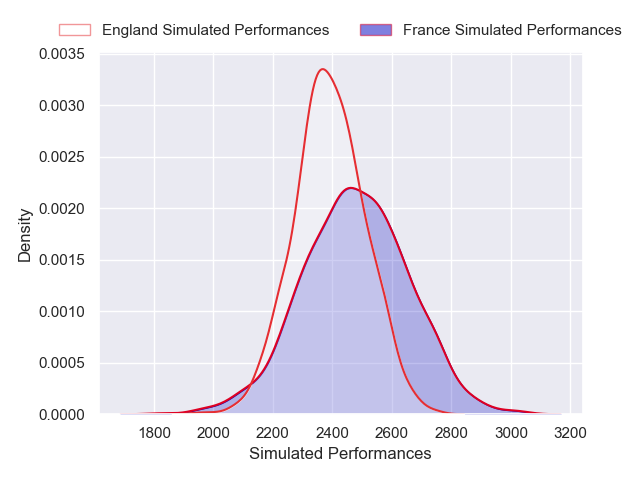 England Simulated Performances France Simulated Performances
0.0035
0.0030
0.0025
0.0020
0.0015
0.0010
0.0005
0.0000
Density
1800 2000 2200 2400 2600 2800 3000 3200
Simulated Performances